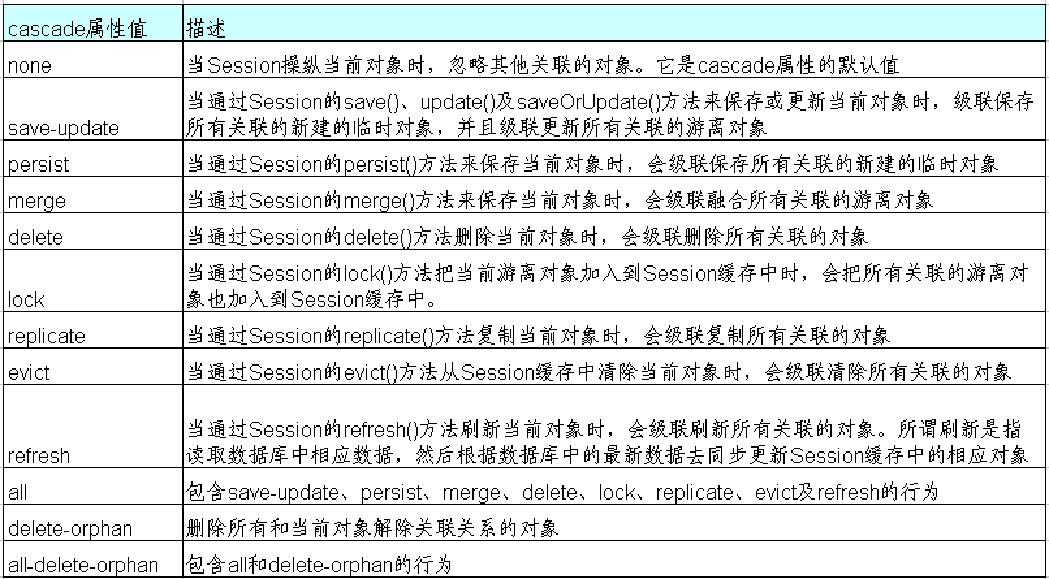 cascade属性值 描述
none 当Session操纵当前对象时，忽略其他关联的对象。它是cascade属性的默认值
当通过Session的save()、update()及saveOrUpdate()方法来保存或更新当前对象时，级联保存
save-update 所有关联的新建的临时对象，并且级联更新所有关联的游离对象
persist 当通过Session的persist()方法来保存当前对象时，会级联保存所有关联的新建的临时对象
merge 当通过Session的merge()方法来保存当前对象时，会级联融合所有关联的游离对象
delete 当通过Session的delete()方法删除当前对象时，会级联删除所有关联的对象
当通过Session的lock()方法把当前游离对象加入到Session缓存中时，会把所有关联的游离对
lock 象也加入到Session缓存中。
replicate 当通过Session的replicate()方法复制当前对象时，会级联复制所有关联的对象
evict 当通过Session的evict()方法从Session缓存中清除当前对象时，会级联清除所有关联的对象
当通过Session的refresh()方法刷新当前对象时，会级联刷新所有关联的对象。所谓刷新是指
refresh 读取数据库中相应数据，然后根据数据库中的最新数据去同步更新Session缓存中的相应对象
all 包含save-update、persist、merge、delete、lock、replicate、evict及refresh的行为
delete-orphan 删除所有和当前对象解除关联关系的对象
all-delete-orphan 包含all和delete-orphan的行为